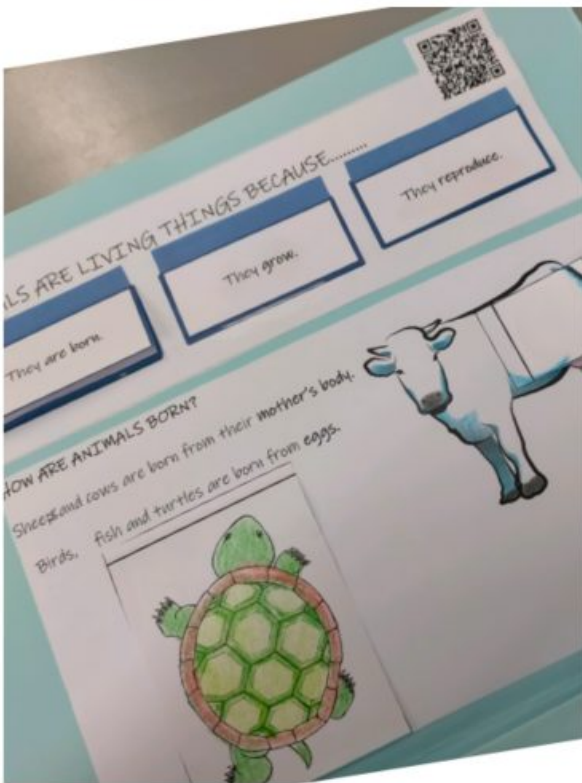 ALS ARE LIVING THINGS BECAUSE.........
They are born.
They grow.
They reproduce.
HOW ARE ANIMALS BORN?
Sheep and cows are born from their mother's body.
Birds, fish and turtles are born from eggs.